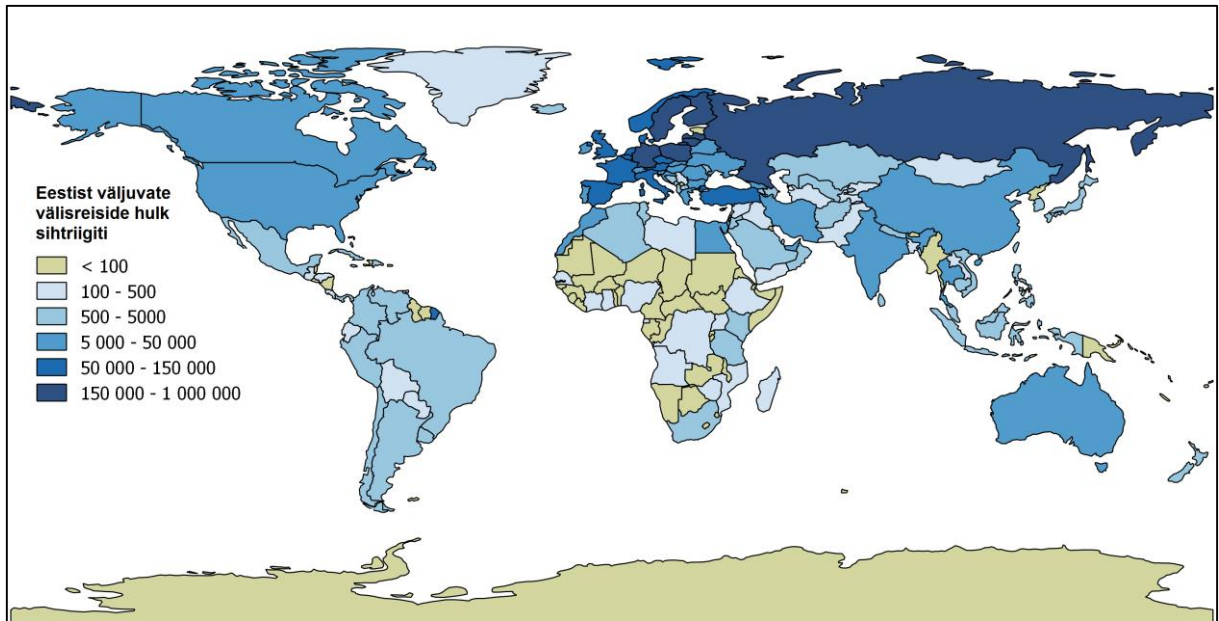 Eestist väljuvate
välisreiside hulk
sihtriigiti
< 100
100 - 500
500 - 5000
5 000 - 50 000
50 000 - 150 000
150 000 - 1 000 000